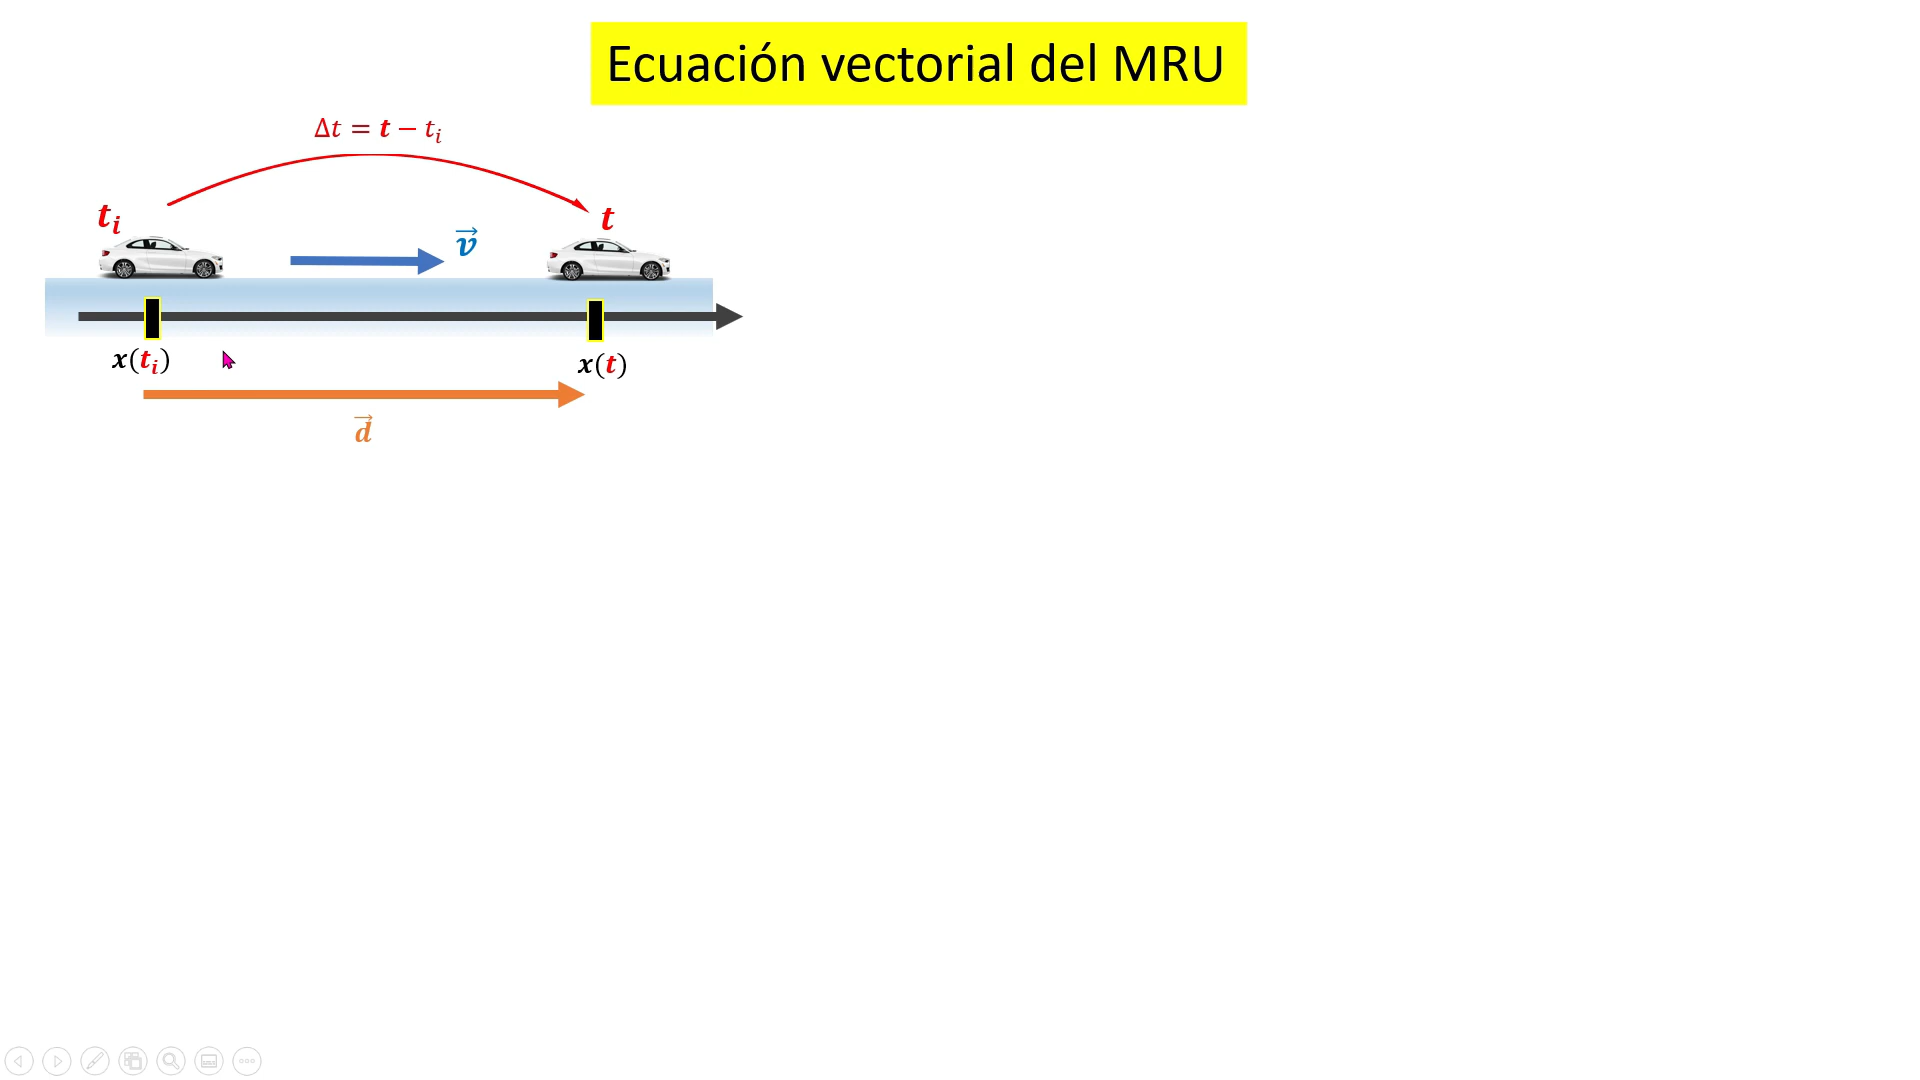 Ecuación vectorial del MRU
Δt = t − tᵢ
tᵢ
t
v⃗
x(tᵢ)
x(t)
d⃗